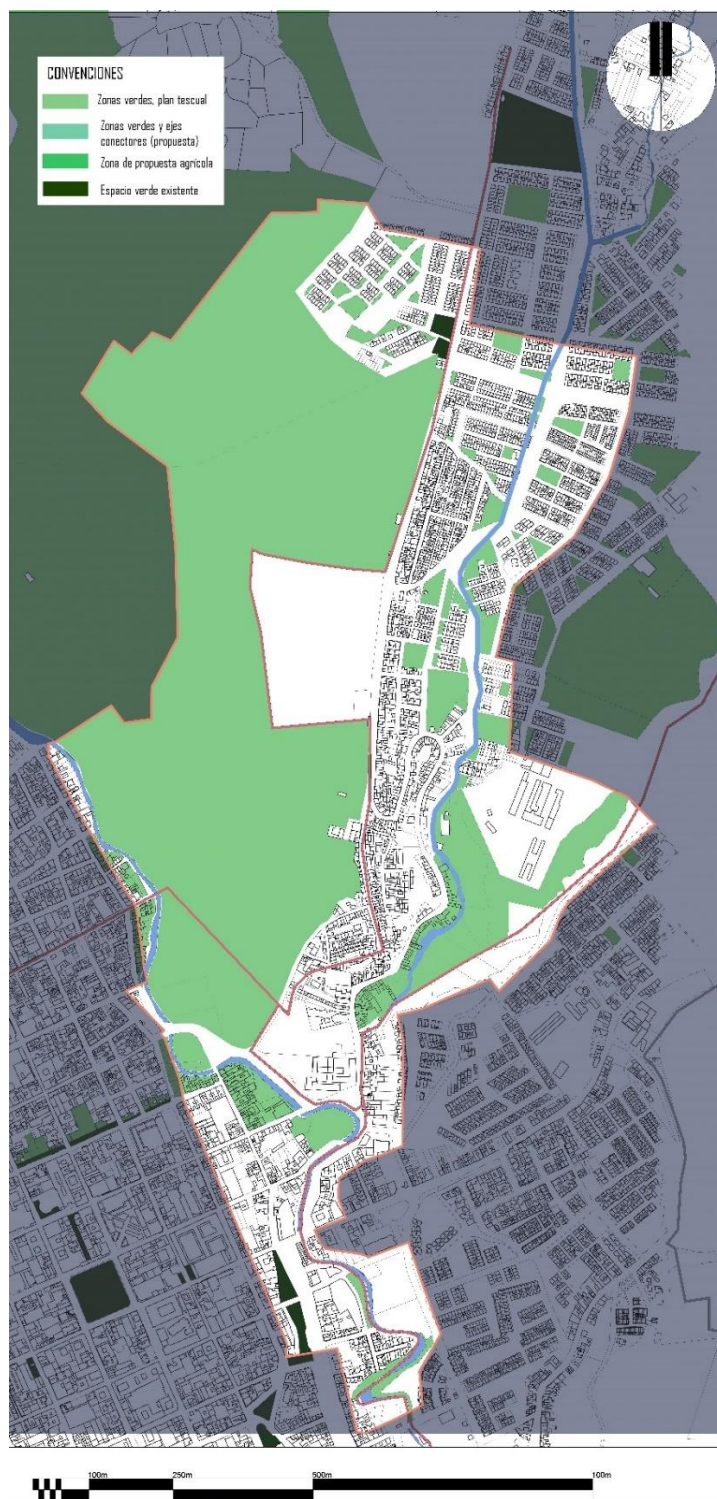 CONVENCIONES
Zonas verdes, plan tescual
Zonas verdes y ejes
conectores (propuesta)
Zona de propuesta agrícola
Espacio verde existente
100m 250m 500m 100m